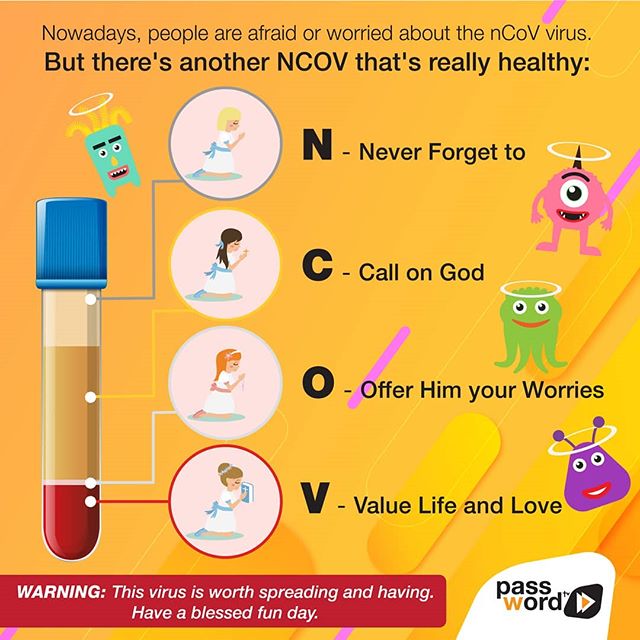 Nowadays, people are afraid or worried about the nCoV virus.
But there's another NCOV that's really healthy:
N - Never Forget to
C - Call on God
O - Offer Him your Worries
V - Value Life and Love
WARNING: This virus is worth spreading and having.
Have a blessed fun day.
pass
word tv